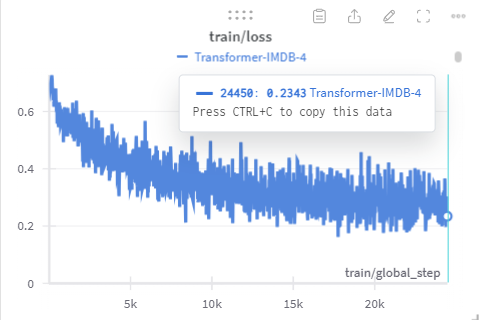 train/loss
Transformer-IMDB-4
24450: 0.2343 Transformer-IMDB-4
Press CTRL+C to copy this data
0.6
0.4
0.2
0
train/global_step
5k 10k 15k 20k